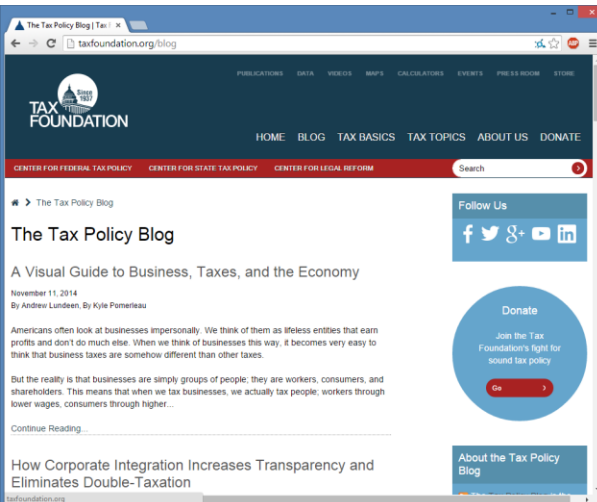 The Tax Policy Blog | Tax F
taxfoundation.org/blog
PUBLICATIONS DATA VIDEOS MAPS CALCULATORS EVENTS PRESS ROOM STORE
Since 1937
TAX FOUNDATION
HOME BLOG TAX BASICS TAX TOPICS ABOUT US DONATE
CENTER FOR FEDERAL TAX POLICY CENTER FOR STATE TAX POLICY CENTER FOR LEGAL REFORM
Search
The Tax Policy Blog
The Tax Policy Blog
A Visual Guide to Business, Taxes, and the Economy
November 11, 2014
By Andrew Lundeen, By Kyle Pomerleau
Americans often look at businesses impersonally. We think of them as lifeless entities that earn
profits and don't do much else. When we think of businesses this way, it becomes very easy to
think that business taxes are somehow different than other taxes.
But the reality is that businesses are simply groups of people; they are workers, consumers, and
shareholders. This means that when we tax businesses, we actually tax people; workers through
lower wages, consumers through higher...
Continue Reading...
How Corporate Integration Increases Transparency and
Eliminates Double-Taxation
Follow Us
Donate
Join the Tax
Foundation's fight for
sound tax policy
Go
About the Tax Policy
Blog
taxfoundation.org